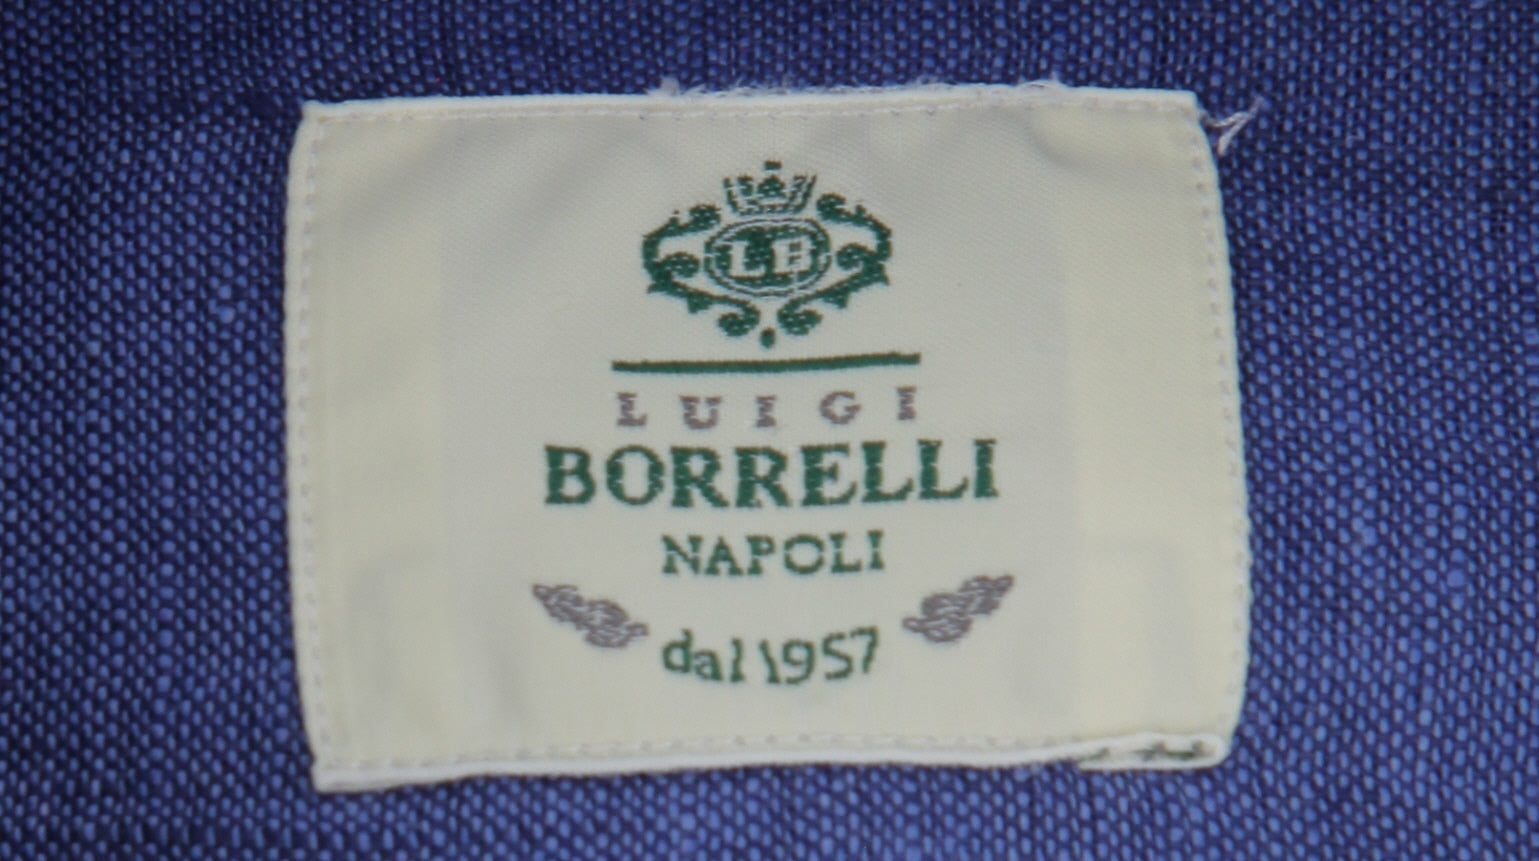 LB
LUIGI
BORRELLI
NAPOLI
dal 1957